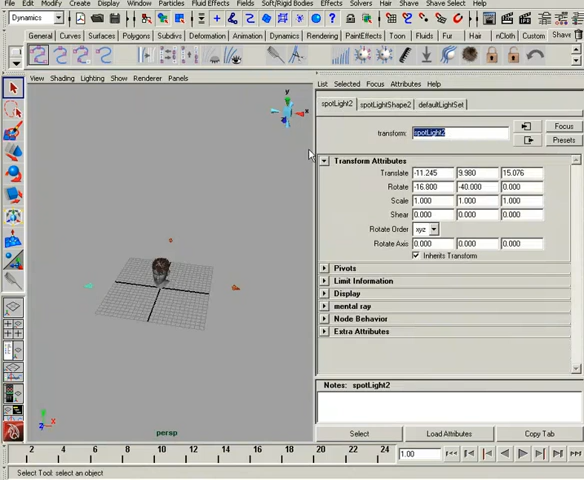 File Modify Create Display Window Particles Fluid Effects Fields Soft/Rigid Bodies Effects Solvers Hair Shave Shave Select Help
Dynamics
General Curves Surfaces Polygons Subdivs Deformation Animation Dynamics Rendering PaintEffects Toon Fluids Fur Hair nCloth Custom Shave
View Shading Lighting Show Renderer Panels
List Selected Focus Attributes Help
spotLight2 spotLightShape2 defaultLightSet
transform: spotLight2
Focus
Presets
Transform Attributes
Translate -11.245 9.980 15.076
Rotate -16.800 -40.000 0.000
Scale 1.000 1.000 1.000
Shear 0.000 0.000 0.000
Rotate Order xyz
Rotate Axis 0.000 0.000 0.000
Inherits Transform
Pivots
Limit Information
Display
mental ray
Node Behavior
Extra Attributes
Notes: spotLight2
y
x
y
z x
persp
Select Load Attributes Copy Tab
2 4 6 8 10 12 14 16 18 20 22 24 1.00
Select Tool: select an object